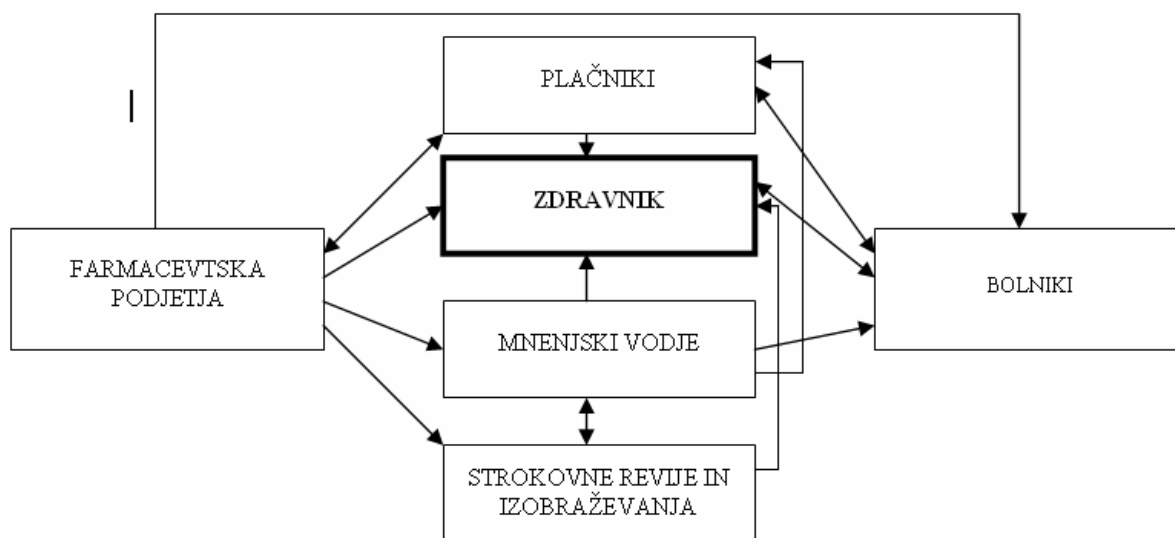 PLAČNIKI
ZDRAVNIK
FARMACEVTSKA
PODJETJA
BOLNIKI
MNENJSKI VODJE
STROKOVNE REVIJE IN
IZOBRAŽEVANJA